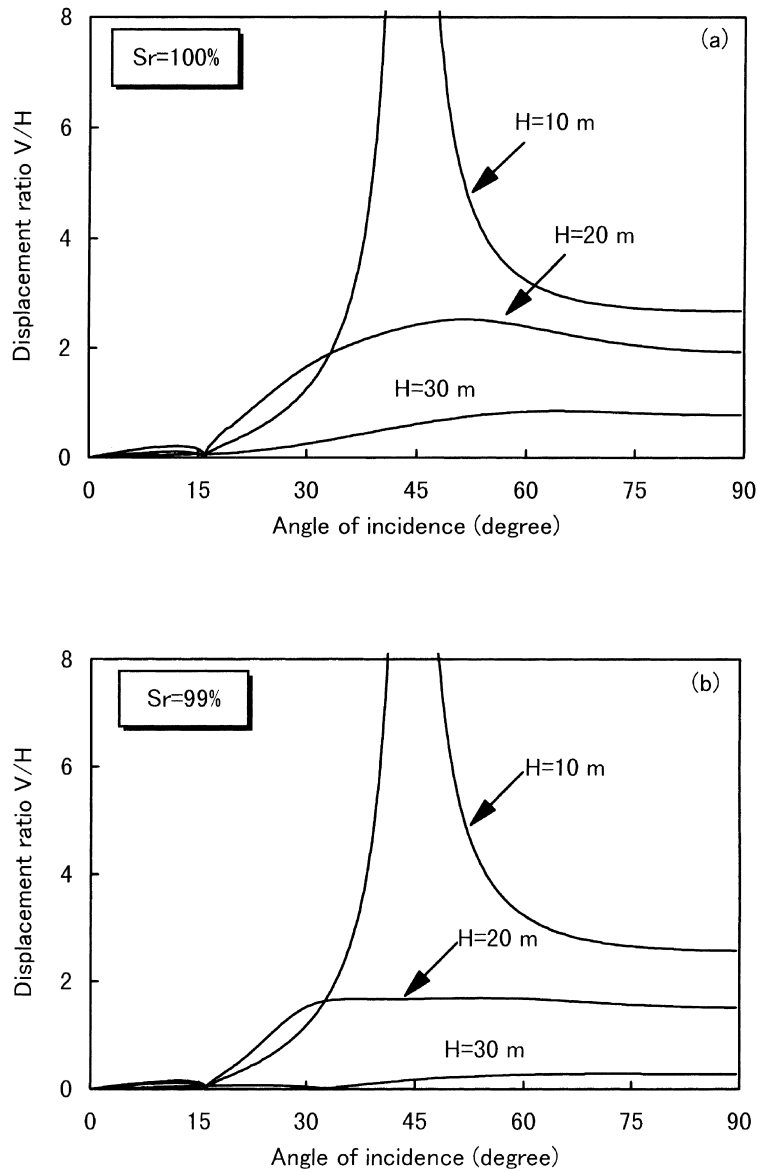 (a)
Sr=100%
Displacement ratio V/H
8
6
4
2
0
H=10 m
H=20 m
H=30 m
0 15 30 45 60 75 90
Angle of incidence (degree)
(b)
Sr=99%
Displacement ratio V/H
8
6
4
2
0
H=10 m
H=20 m
H=30 m
0 15 30 45 60 75 90
Angle of incidence (degree)